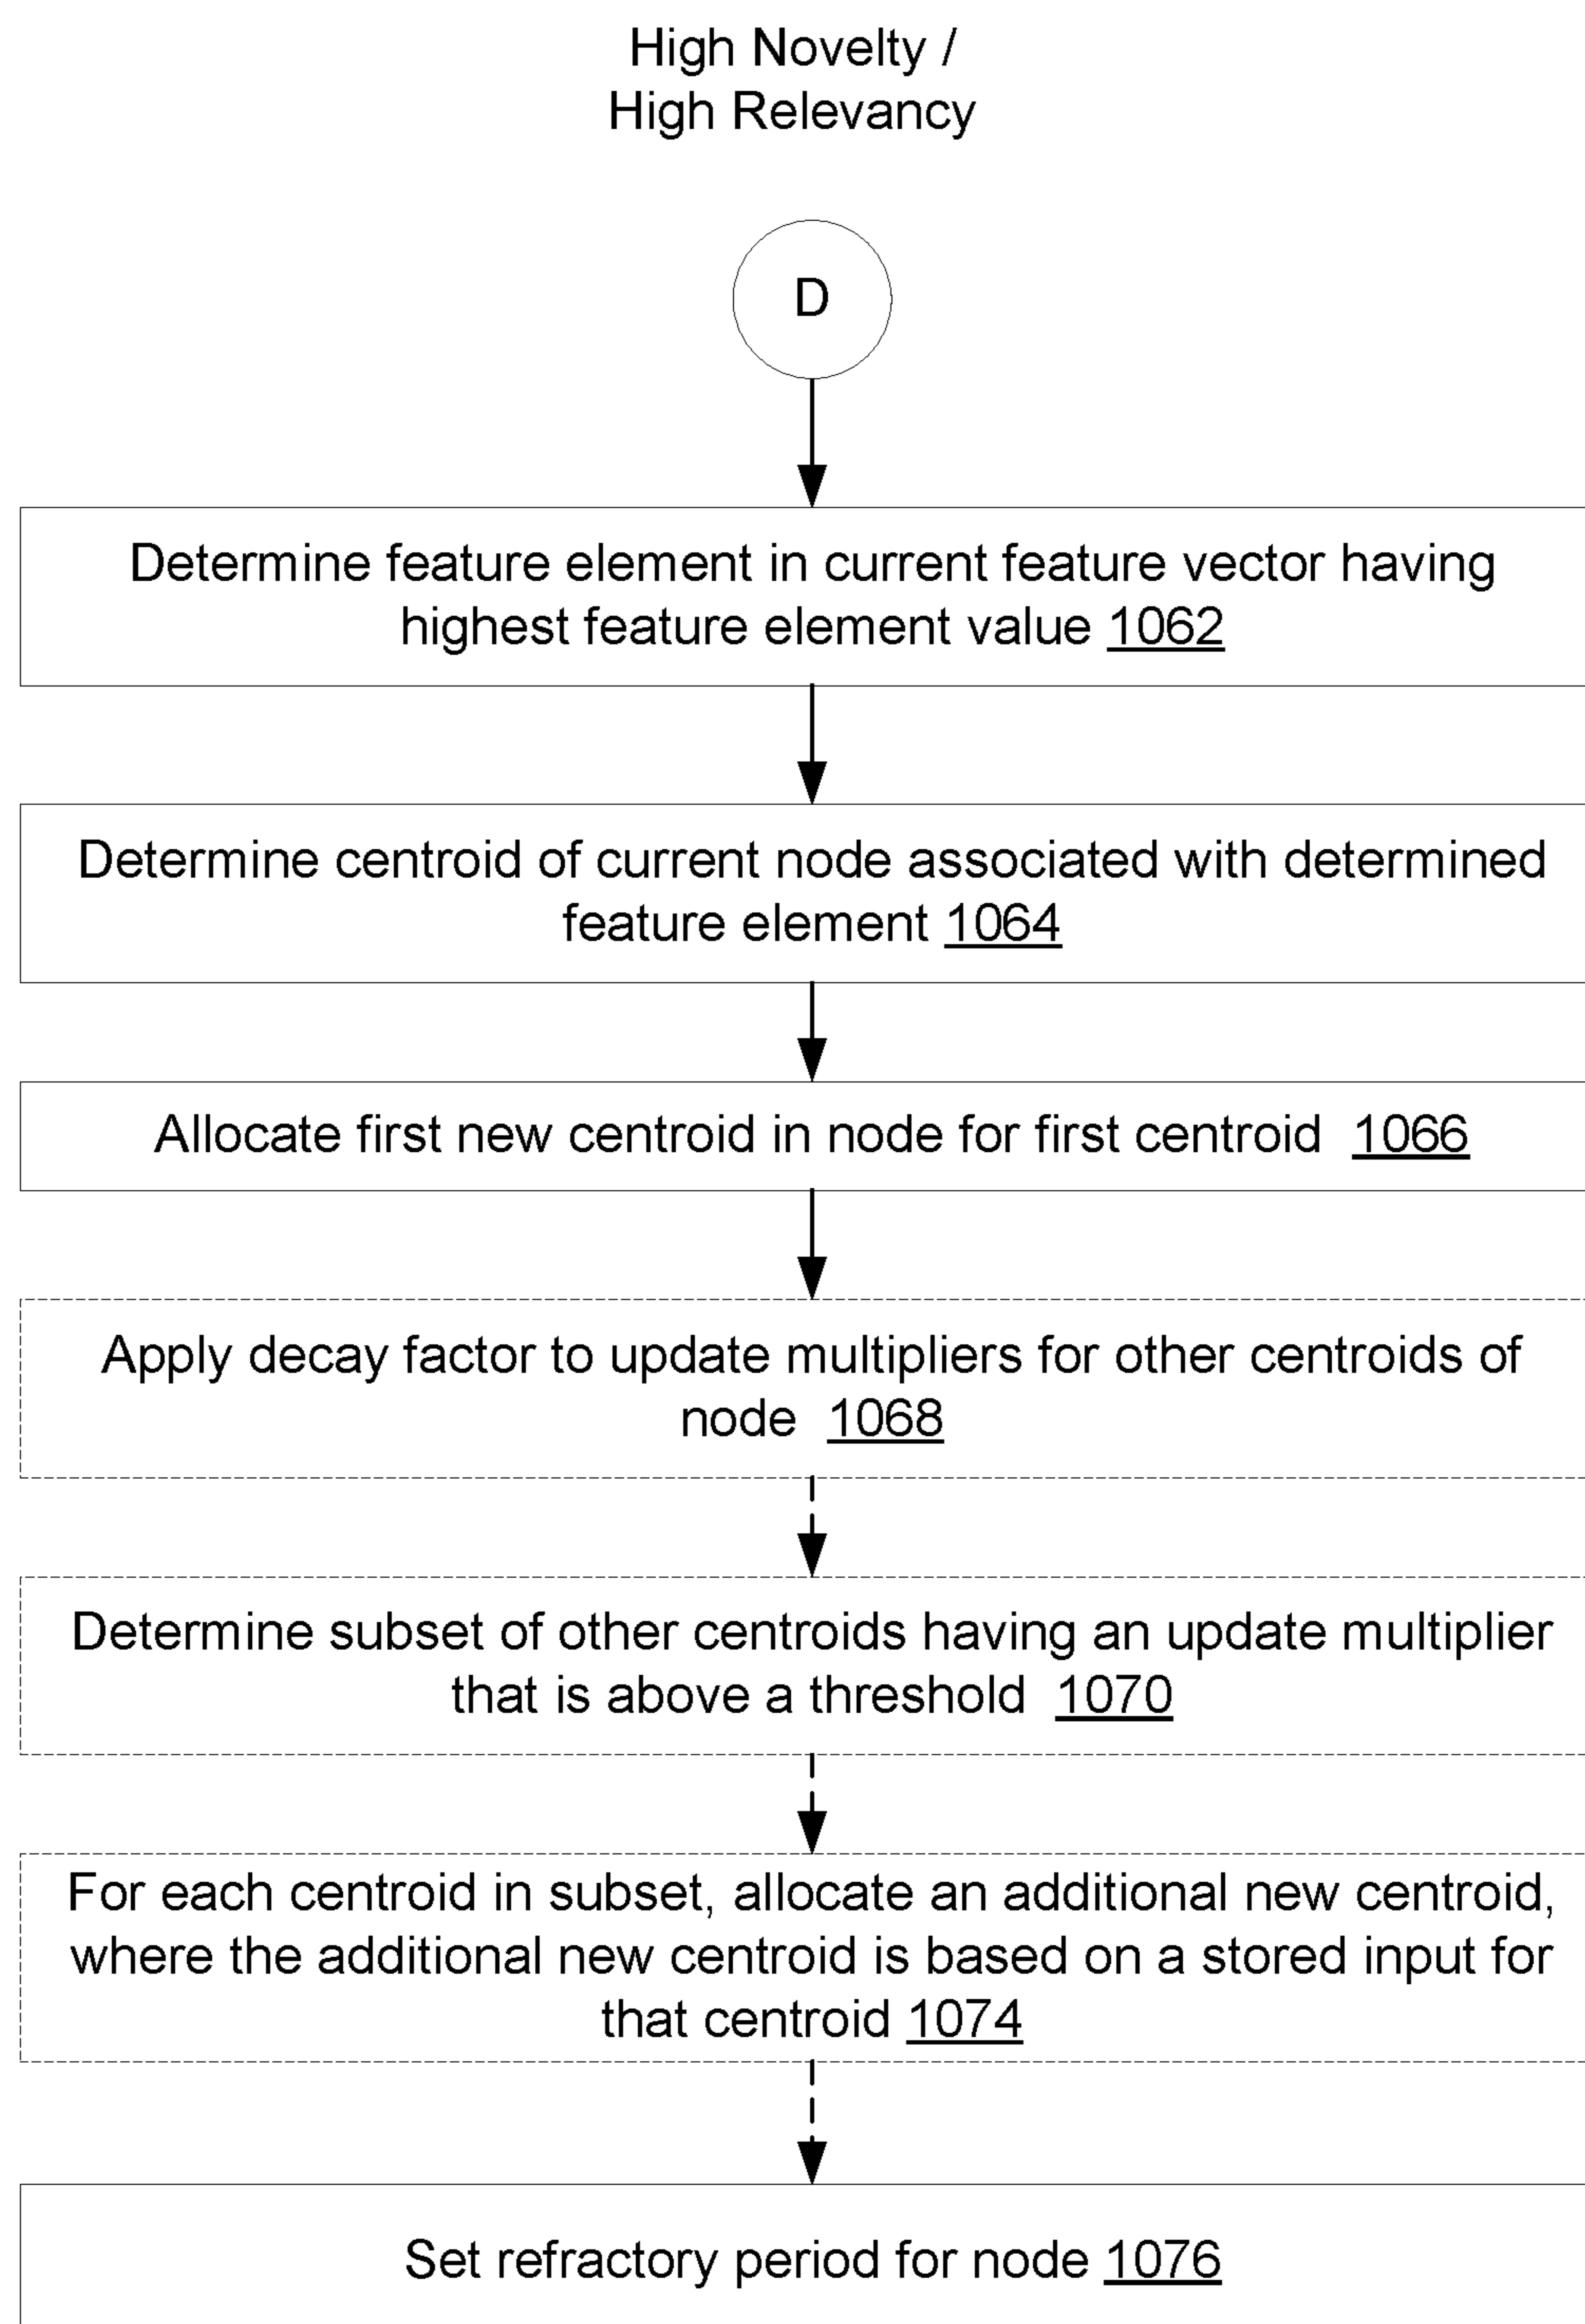 High Novelty /
High Relevancy
D
Determine feature element in current feature vector having
highest feature element value 1062
Determine centroid of current node associated with determined
feature element 1064
Allocate first new centroid in node for first centroid 1066
Apply decay factor to update multipliers for other centroids of
node 1068
Determine subset of other centroids having an update multiplier
that is above a threshold 1070
For each centroid in subset, allocate an additional new centroid,
where the additional new centroid is based on a stored input for
that centroid 1074
Set refractory period for node 1076